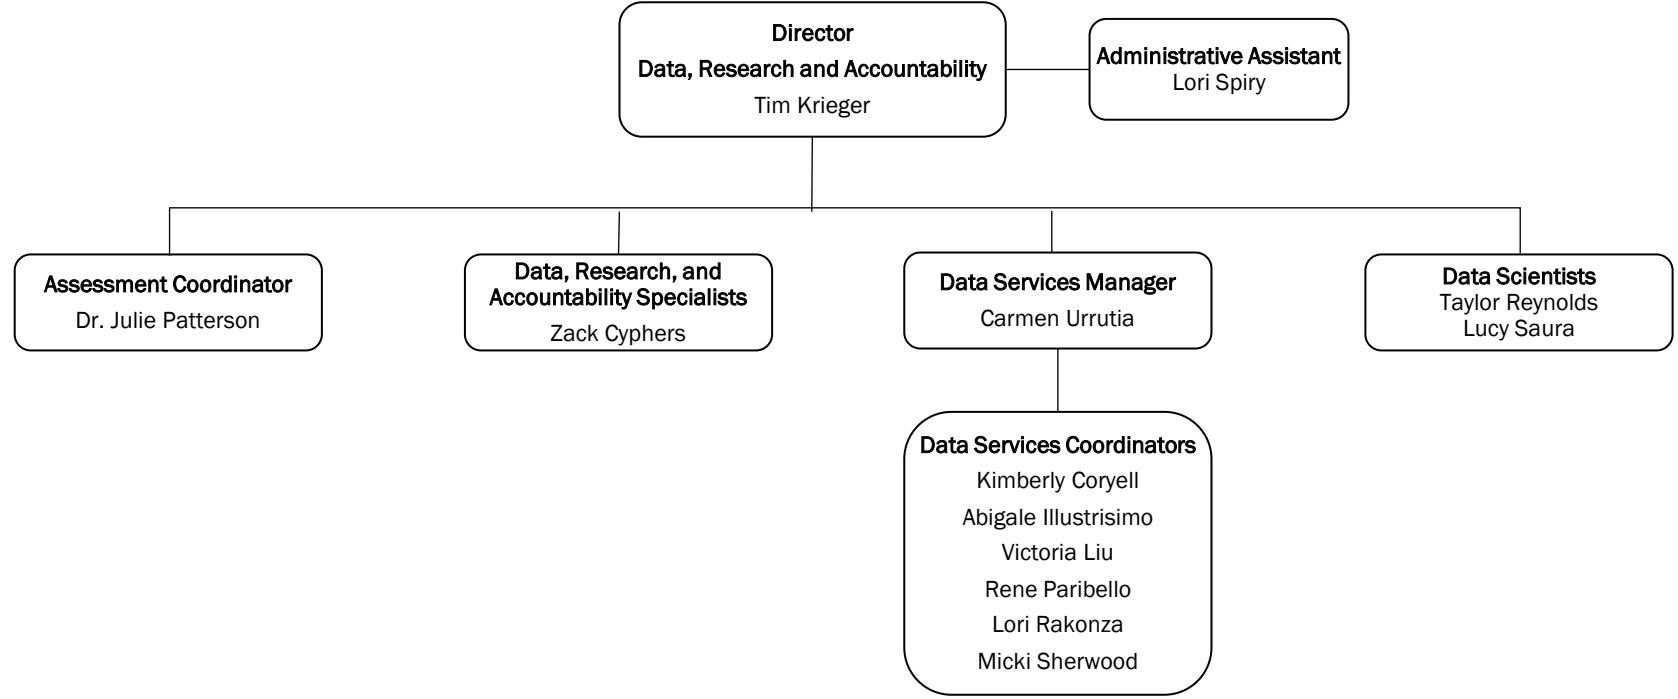 Director
Data, Research and Accountability
Tim Krieger
Administrative Assistant
Lori Spiry
Assessment Coordinator
Dr. Julie Patterson
Data, Research, and
Accountability Specialists
Zack Cyphers
Data Services Manager
Carmen Urrutia
Data Scientists
Taylor Reynolds
Lucy Saura
Data Services Coordinators
Kimberly Coryell
Abigale Illustrisimo
Victoria Liu
Rene Paribello
Lori Rakonza
Micki Sherwood